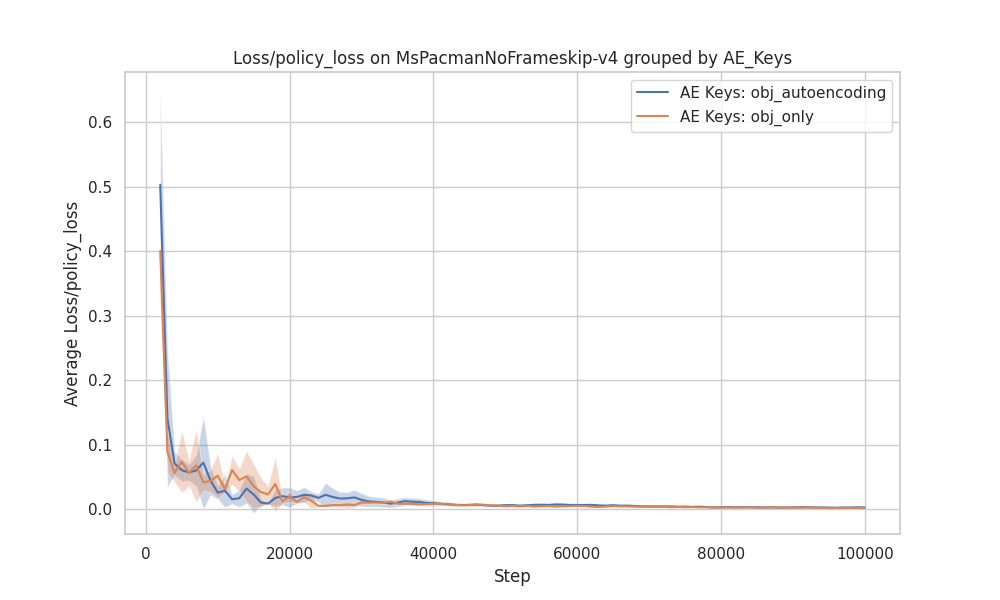 Loss/policy_loss on MsPacmanNoFrameskip-v4 grouped by AE_Keys
AE Keys: obj_autoencoding
AE Keys: obj_only
Average Loss/policy_loss
0.6
0.5
0.4
0.3
0.2
0.1
0.0
0
20000
40000
60000
80000
100000
Step